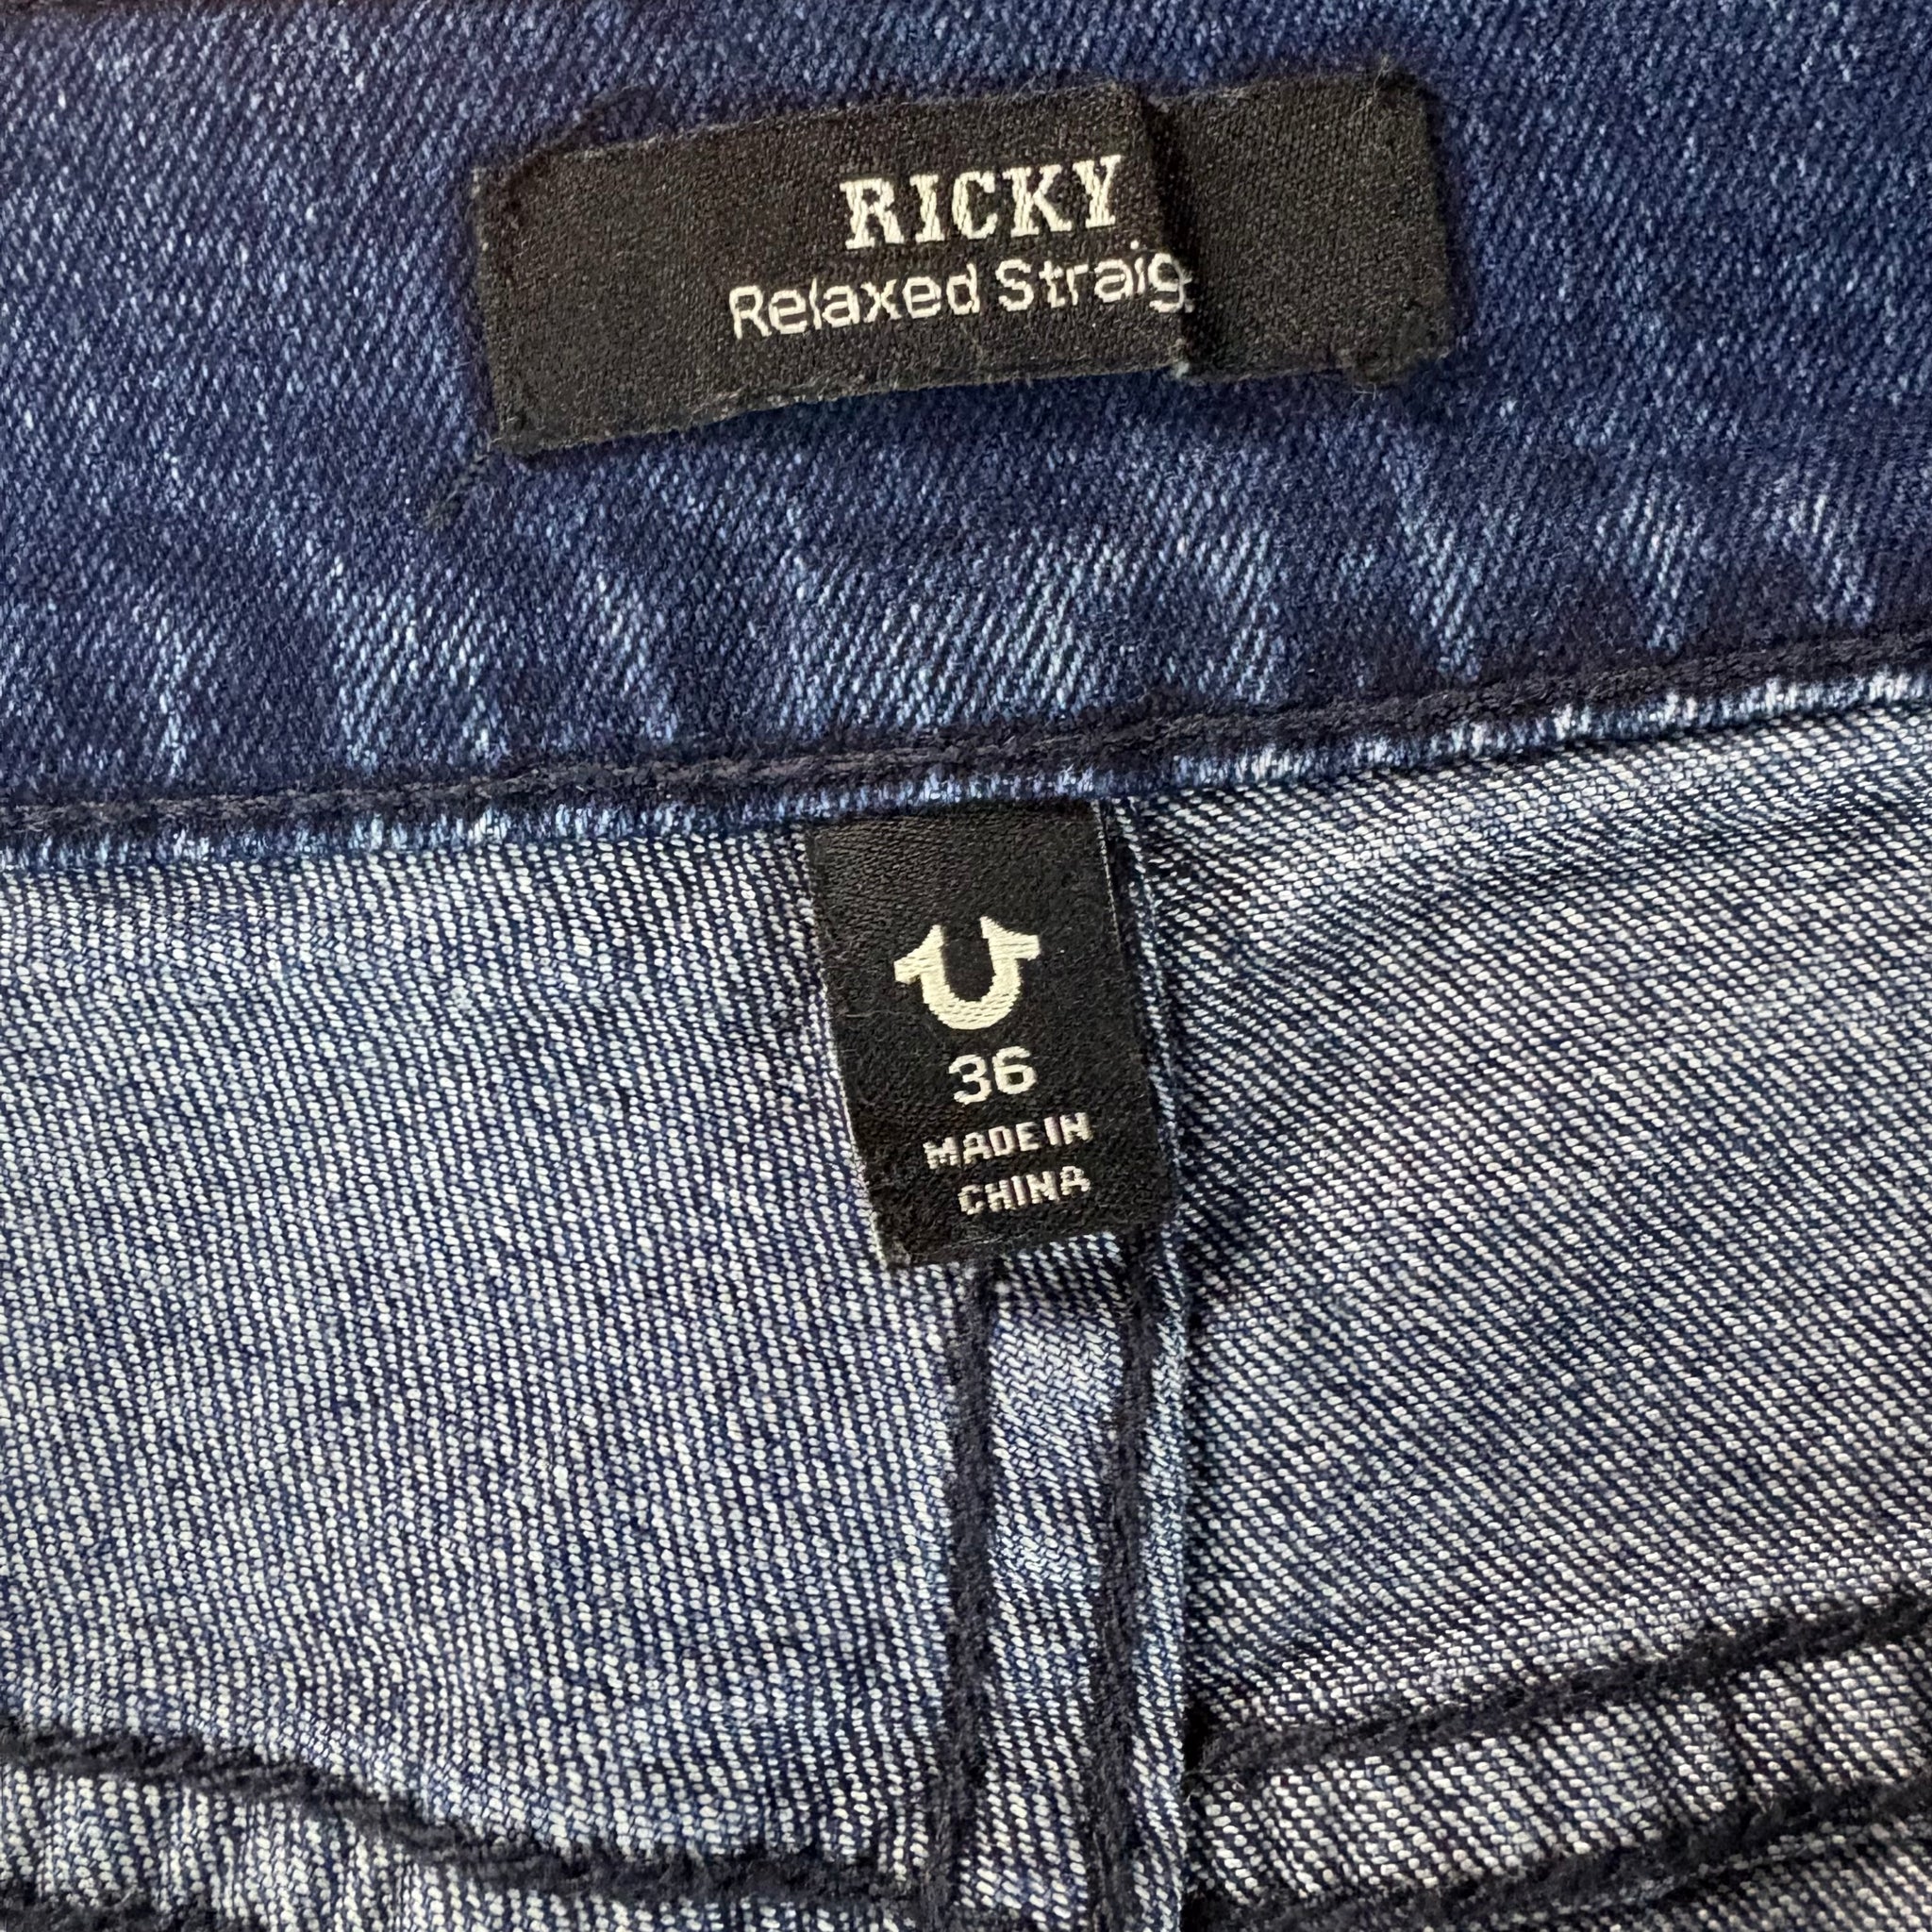 RICKY
Relaxed Straig
36
MADE IN
CHINA